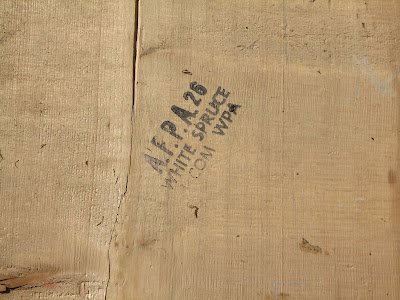 A.F.P.A. 26
WHITE SPRUCE
COM WPA